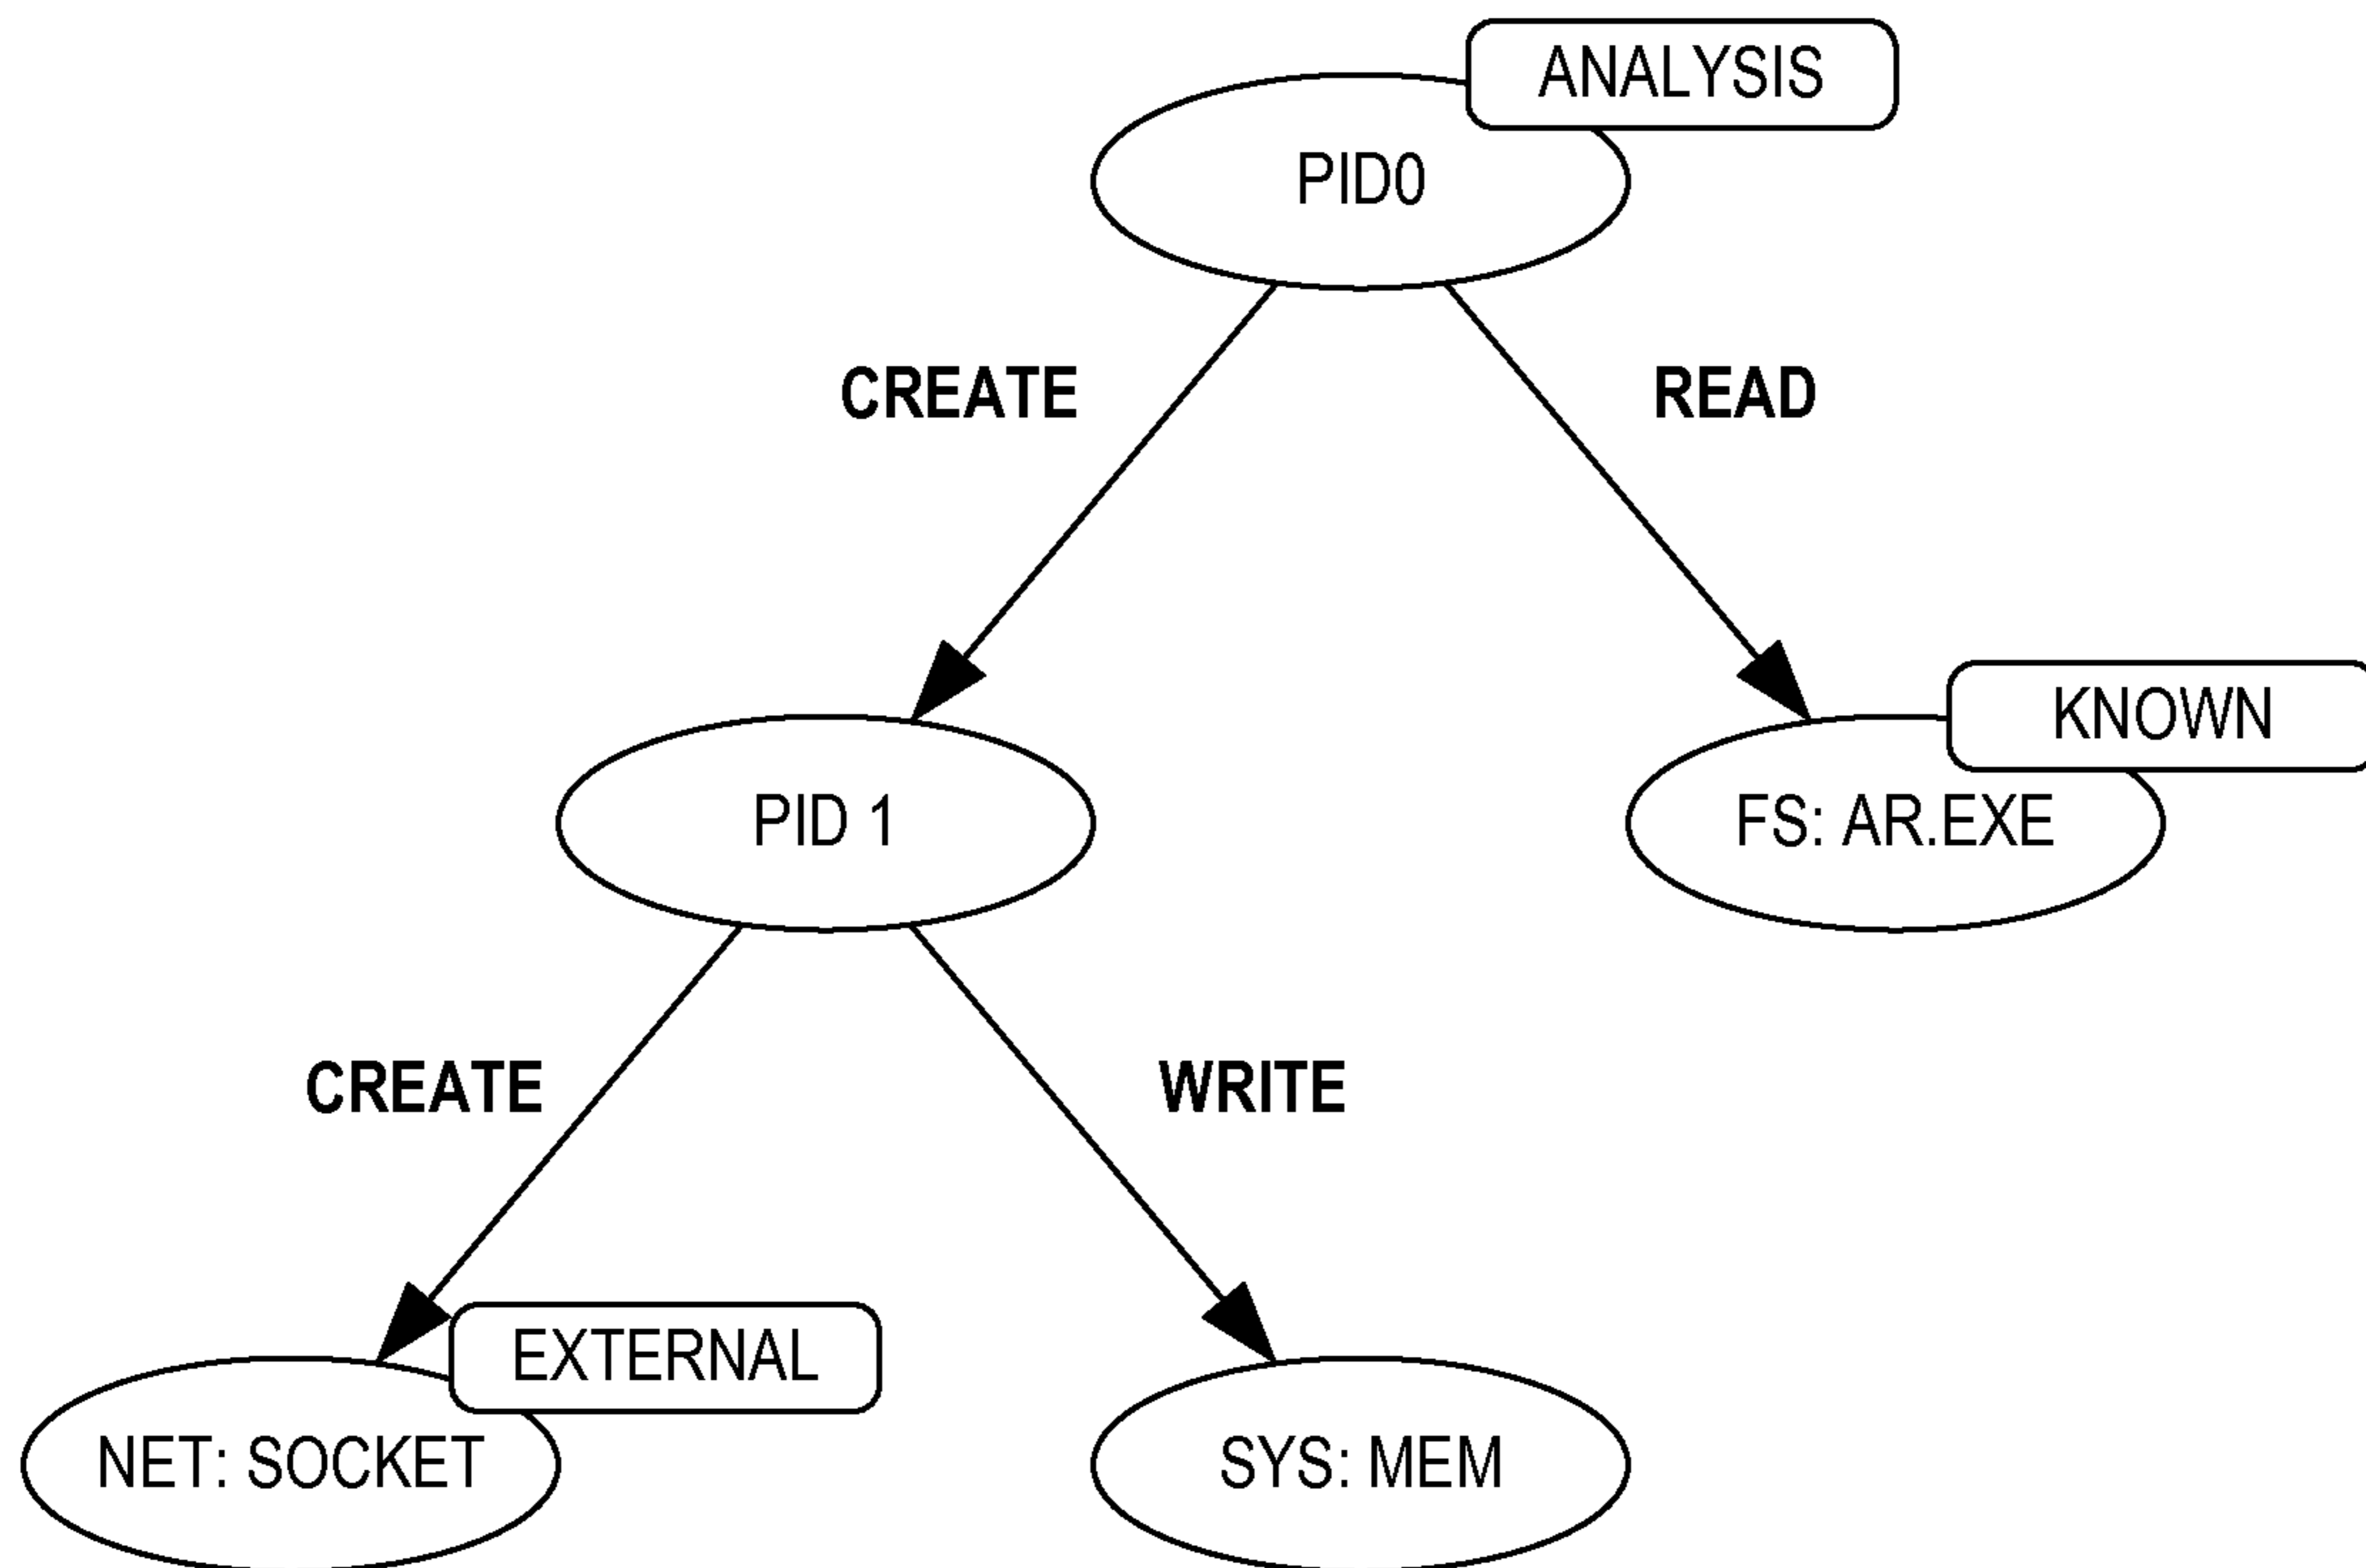 ANALYSIS
PID0
CREATE
READ
KNOWN
PID 1
FS: AR.EXE
CREATE
WRITE
EXTERNAL
NET: SOCKET
SYS: MEM